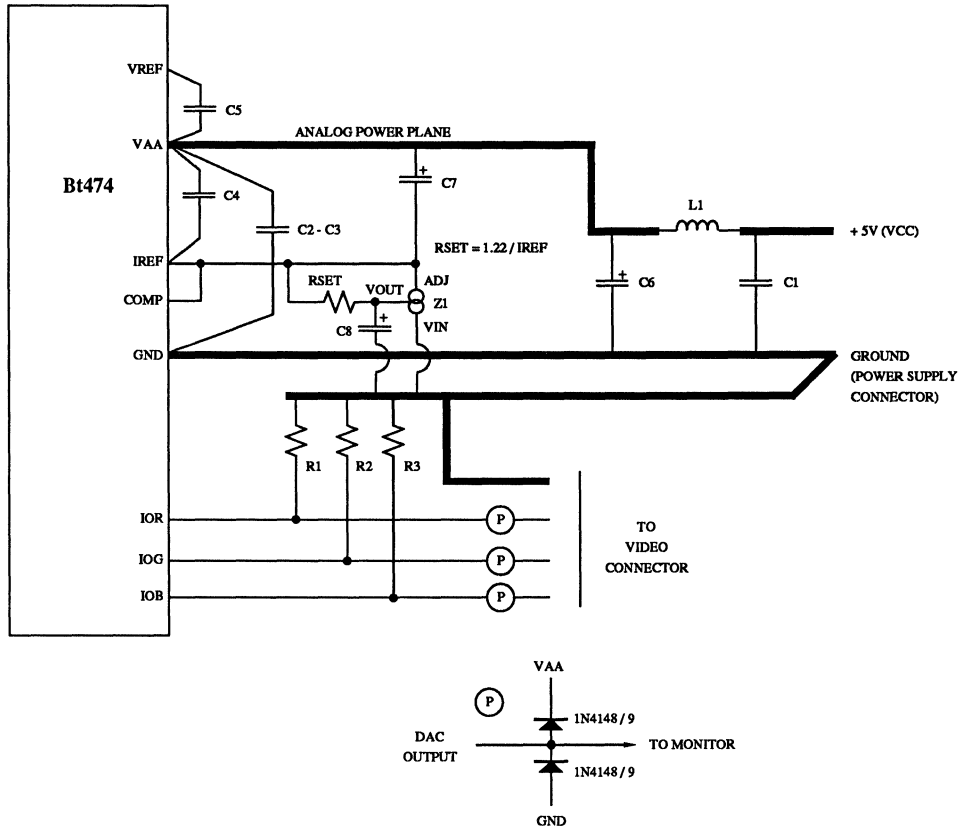 VREF
C5
VAA
ANALOG POWER PLANE
Bt474
C4
+
C7
C2 - C3
L1
+ 5V (VCC)
IREF
RSET = 1.22 / IREF
RSET
ADJ
COMP
VOUT
Z1
+
C6
C1
+
C8
VIN
GND
GROUND
(POWER SUPPLY
CONNECTOR)
R1
R2
R3
IOR
P
TO
VIDEO
CONNECTOR
IOG
P
IOB
P
VAA
P
1N4148 / 9
DAC
OUTPUT
TO MONITOR
1N4148 / 9
GND